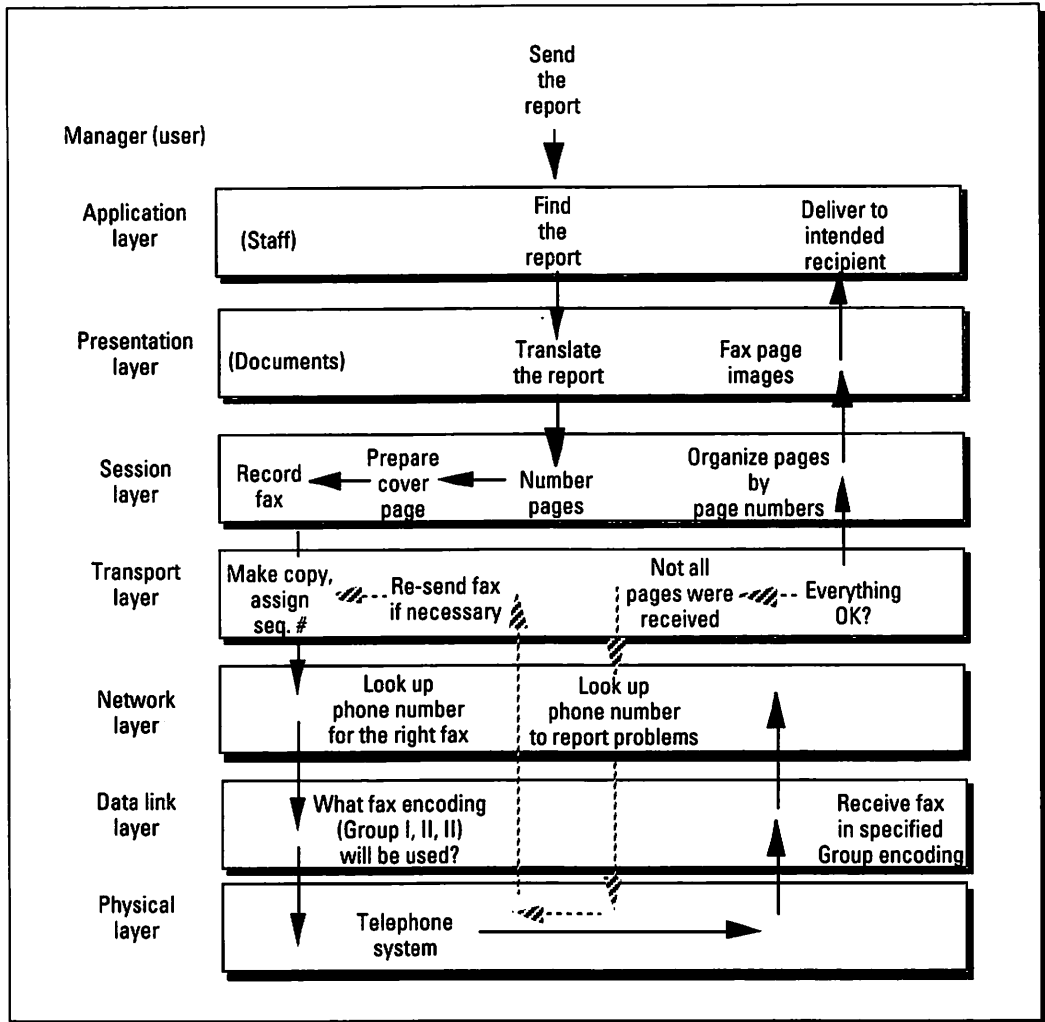 Send
the
report
Manager (user)
Application
layer
(Staff)
Find
the
report
Deliver to
intended
recipient
Presentation
layer
(Documents)
Translate
the report
Fax page
images
Session
layer
Record
fax
Prepare
cover
page
Number
pages
Organize pages
by
page numbers
Transport
layer
Make copy,
assign
seq. #
Re-send fax
if necessary
Not all
pages were
received
Everything
OK?
Network
layer
Look up
phone number
for the right fax
Look up
phone number
to report problems
Data link
layer
What fax encoding
(Group I, II, II)
will be used?
Receive fax
in specified
Group encoding
Physical
layer
Telephone
system